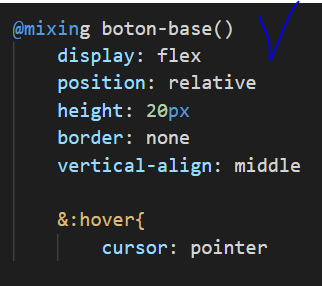 @mixing boton-base()
display: flex
position: relative
height: 20px
border: none
vertical-align: middle
&:hover{
cursor: pointer